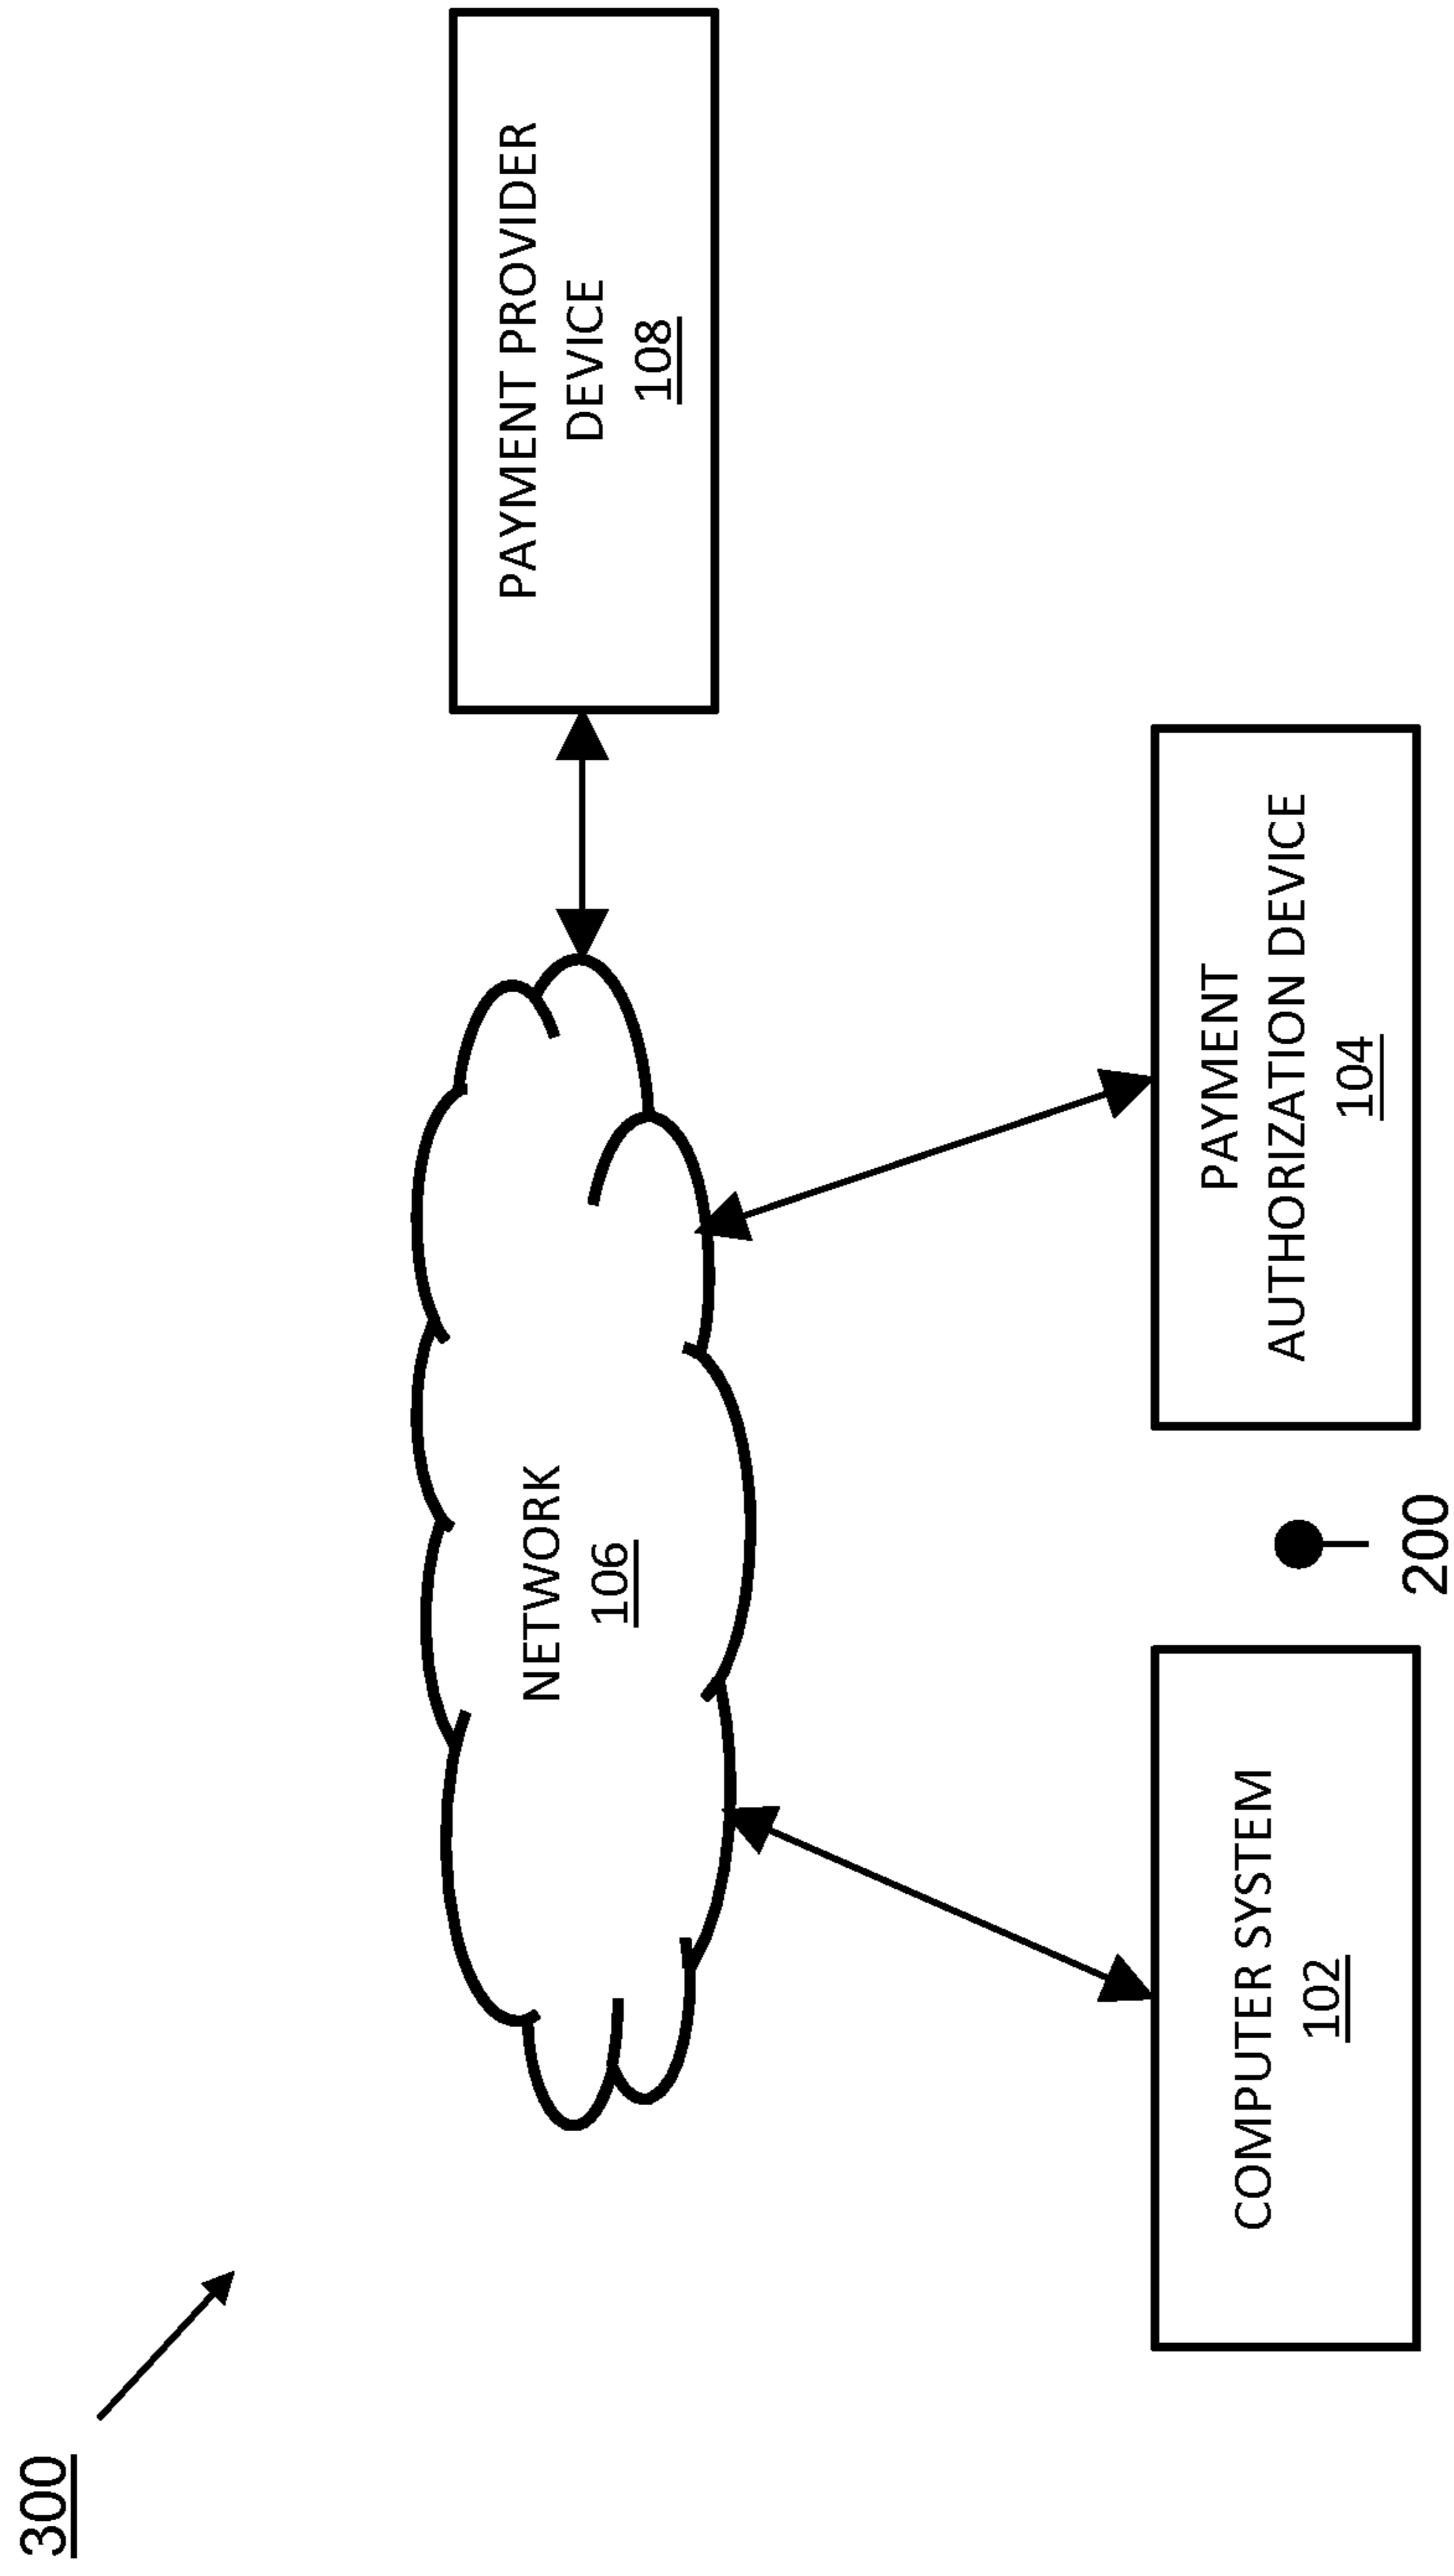 300
NETWORK
106
PAYMENT PROVIDER
DEVICE
108
COMPUTER SYSTEM
102
200
PAYMENT
AUTHORIZATION DEVICE
104